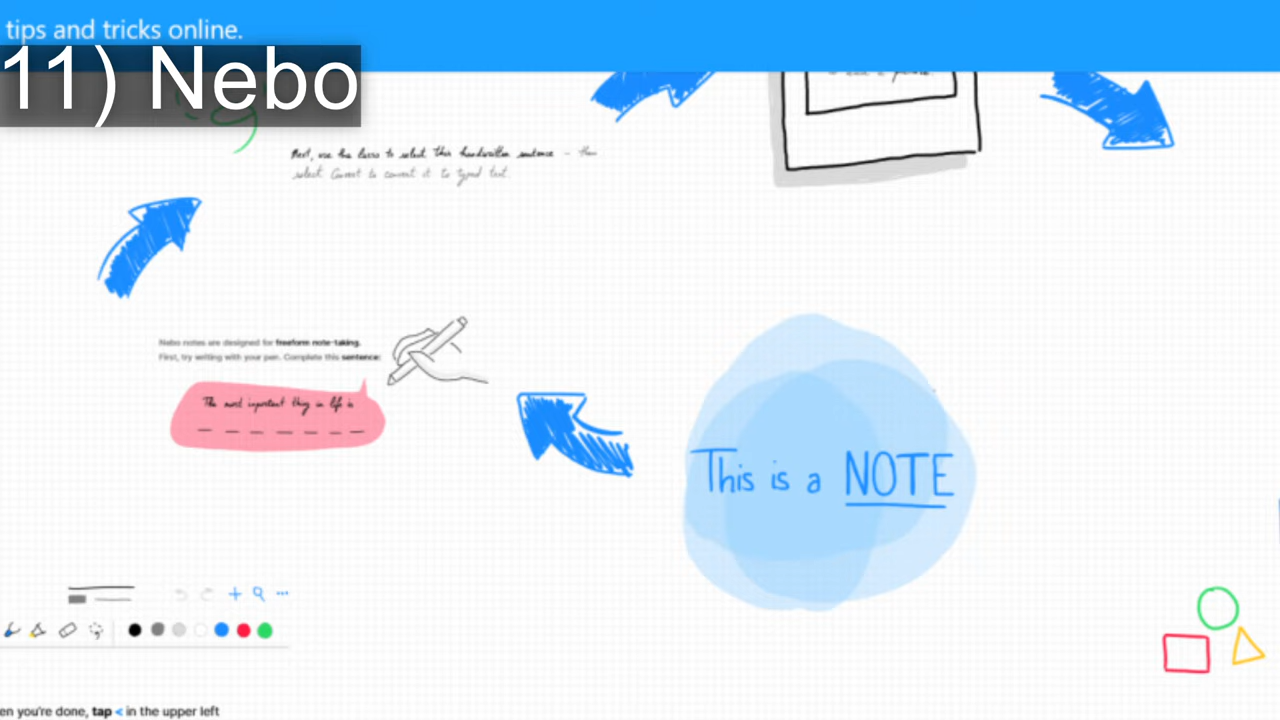 tips and tricks online.
11) Nebo
Next, use the lasso to select this handwritten sentence – then
select Convert to convert it to typed text.
Nebo notes are designed for freeform note-taking.
First, try writing with your pen. Complete this sentence:
The most important thing in life is
This is a NOTE
en you're done, tap < in the upper left